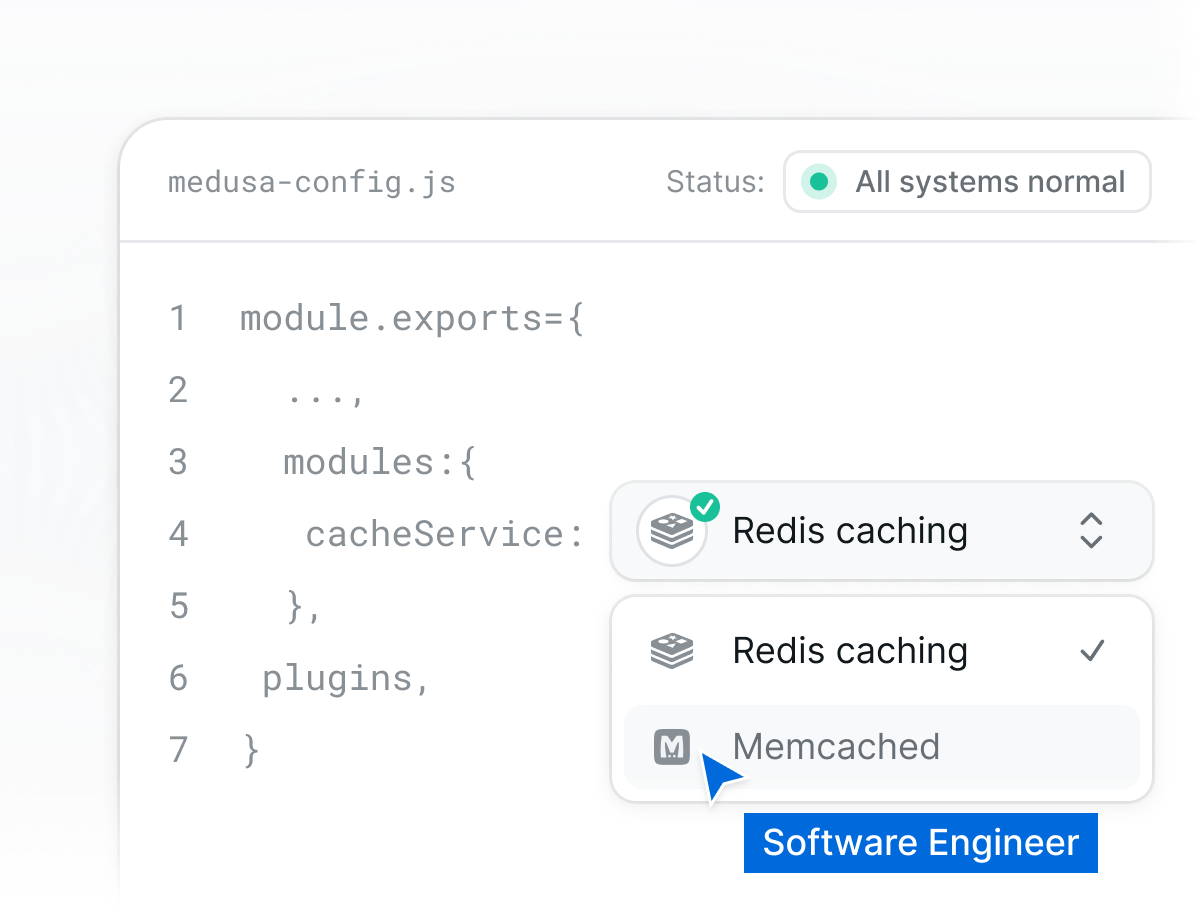 medusa-config.js Status: All systems normal
1 module.exports={
2 ...,
3 modules:{
4 cacheService: Redis caching
5 },
Redis caching
6 plugins,
Memcached
7 }
Software Engineer